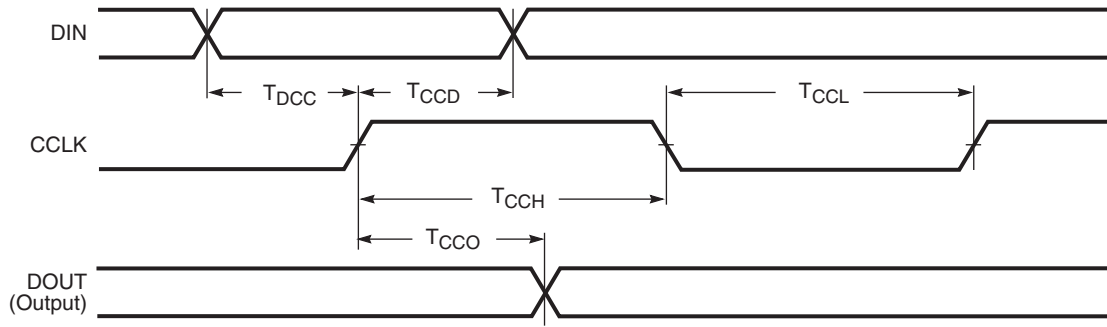 DIN
TDCC
TCCD
TCCL
CCLK
TCCH
TCCO
DOUT
(Output)